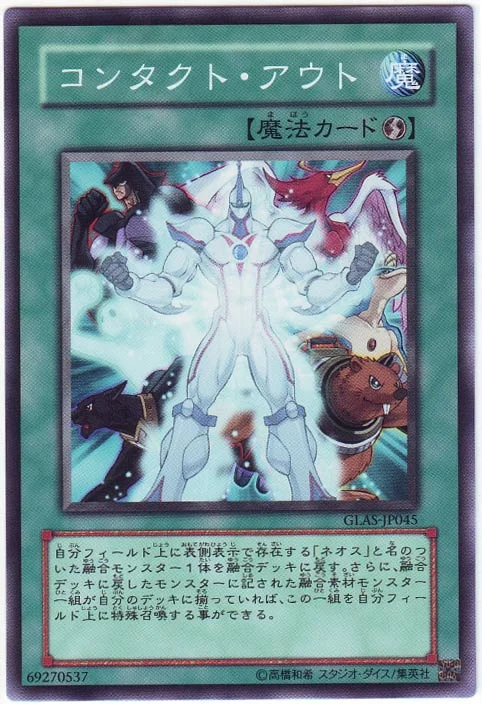 コンタクト・アウト 魔
【魔法カード】
GLAS-JP045
自分フィールド上に表側表示で存在する「ネオス」と名のつ
いた融合モンスター1体を融合デッキに戻す。さらに、融合
デッキに戻したモンスターに記された融合素材モンスター
一組が自分のデッキに揃っていれば、この一組を自分フィー
ルド上に特殊召喚する事ができる。
69270537
©高橋和希 スタジオ・ダイス/集英社